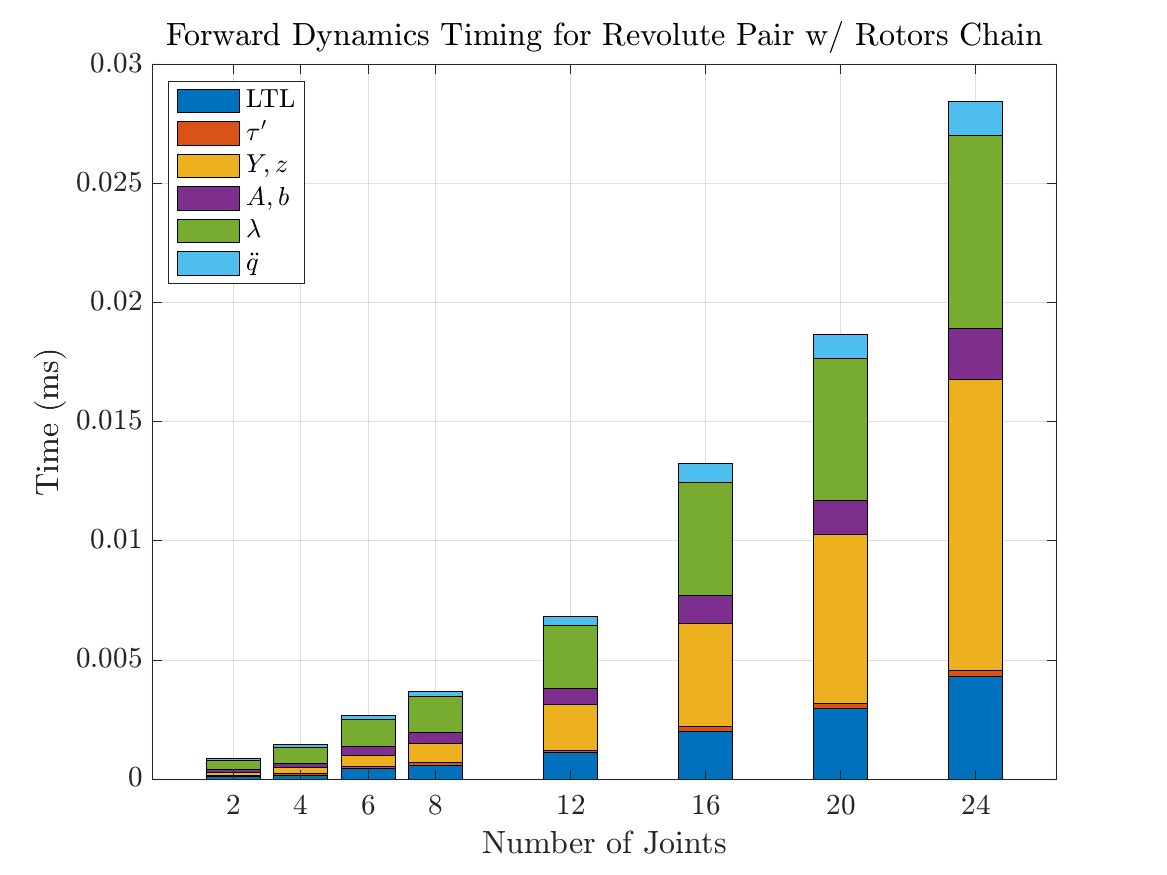 Forward Dynamics Timing for Revolute Pair w/ Rotors Chain
0.03
0.025
0.02
0.015
0.01
0.005
0
Time (ms)
LTL
τ′
Y, z
A, b
λ
q̈
2 4 6 8 12 16 20 24
Number of Joints